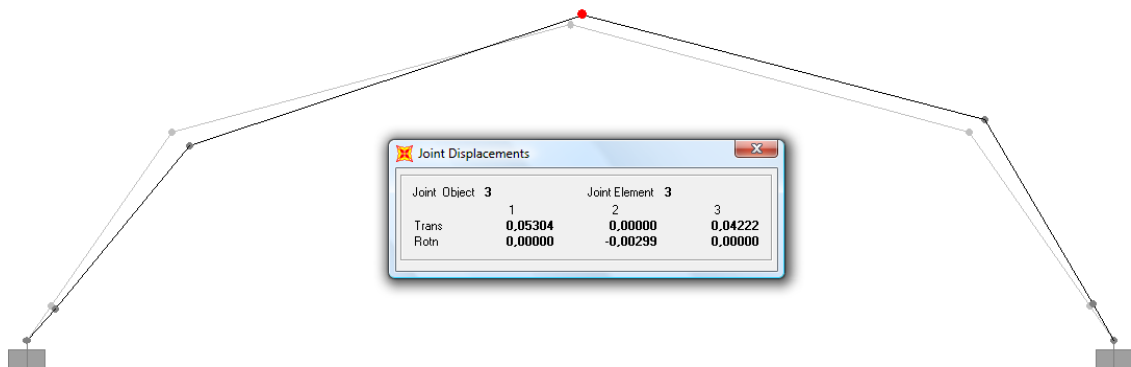 Joint Displacements
Joint Object 3 Joint Element 3
1 2 3
Trans 0,05304 0,00000 0,04222
Rotn 0,00000 -0,00299 0,00000